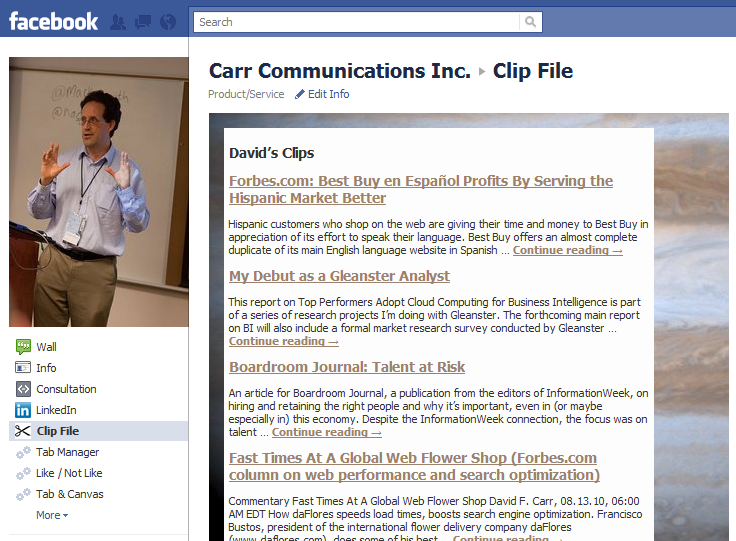 facebook
Search
Carr Communications Inc. ▸ Clip File
Product/Service Edit Info
@Mark
@na
Wall
Info
Consultation
LinkedIn
Clip File
Tab Manager
Like / Not Like
Tab & Canvas
More
David's Clips
Forbes.com: Best Buy en Español Profits By Serving the
Hispanic Market Better
Hispanic customers who shop on the web are giving their time and money to Best Buy in
appreciation of its effort to speak their language. Best Buy offers an almost complete
duplicate of its main English language website in Spanish ... Continue reading →
My Debut as a Gleanster Analyst
This report on Top Performers Adopt Cloud Computing for Business Intelligence is part
of a series of research projects I'm doing with Gleanster. The forthcoming main report
on BI will also include a formal market research survey conducted by Gleanster ...
Continue reading →
Boardroom Journal: Talent at Risk
An article for Boardroom Journal, a publication from the editors of InformationWeek, on
hiring and retaining the right people and why it's important, even in (or maybe
especially in) this economy. Despite the InformationWeek connection, the focus was on
talent ... Continue reading →
Fast Times At A Global Web Flower Shop (Forbes.com
column on web performance and search optimization)
Commentary Fast Times At A Global Web Flower Shop David F. Carr, 08.13.10, 06:00
AM EDT How daFlores speeds load times, boosts search engine optimization. Francisco
Bustos, president of the international flower delivery company daFlores
(www.daflores.com), does some of his best ... Continue reading →